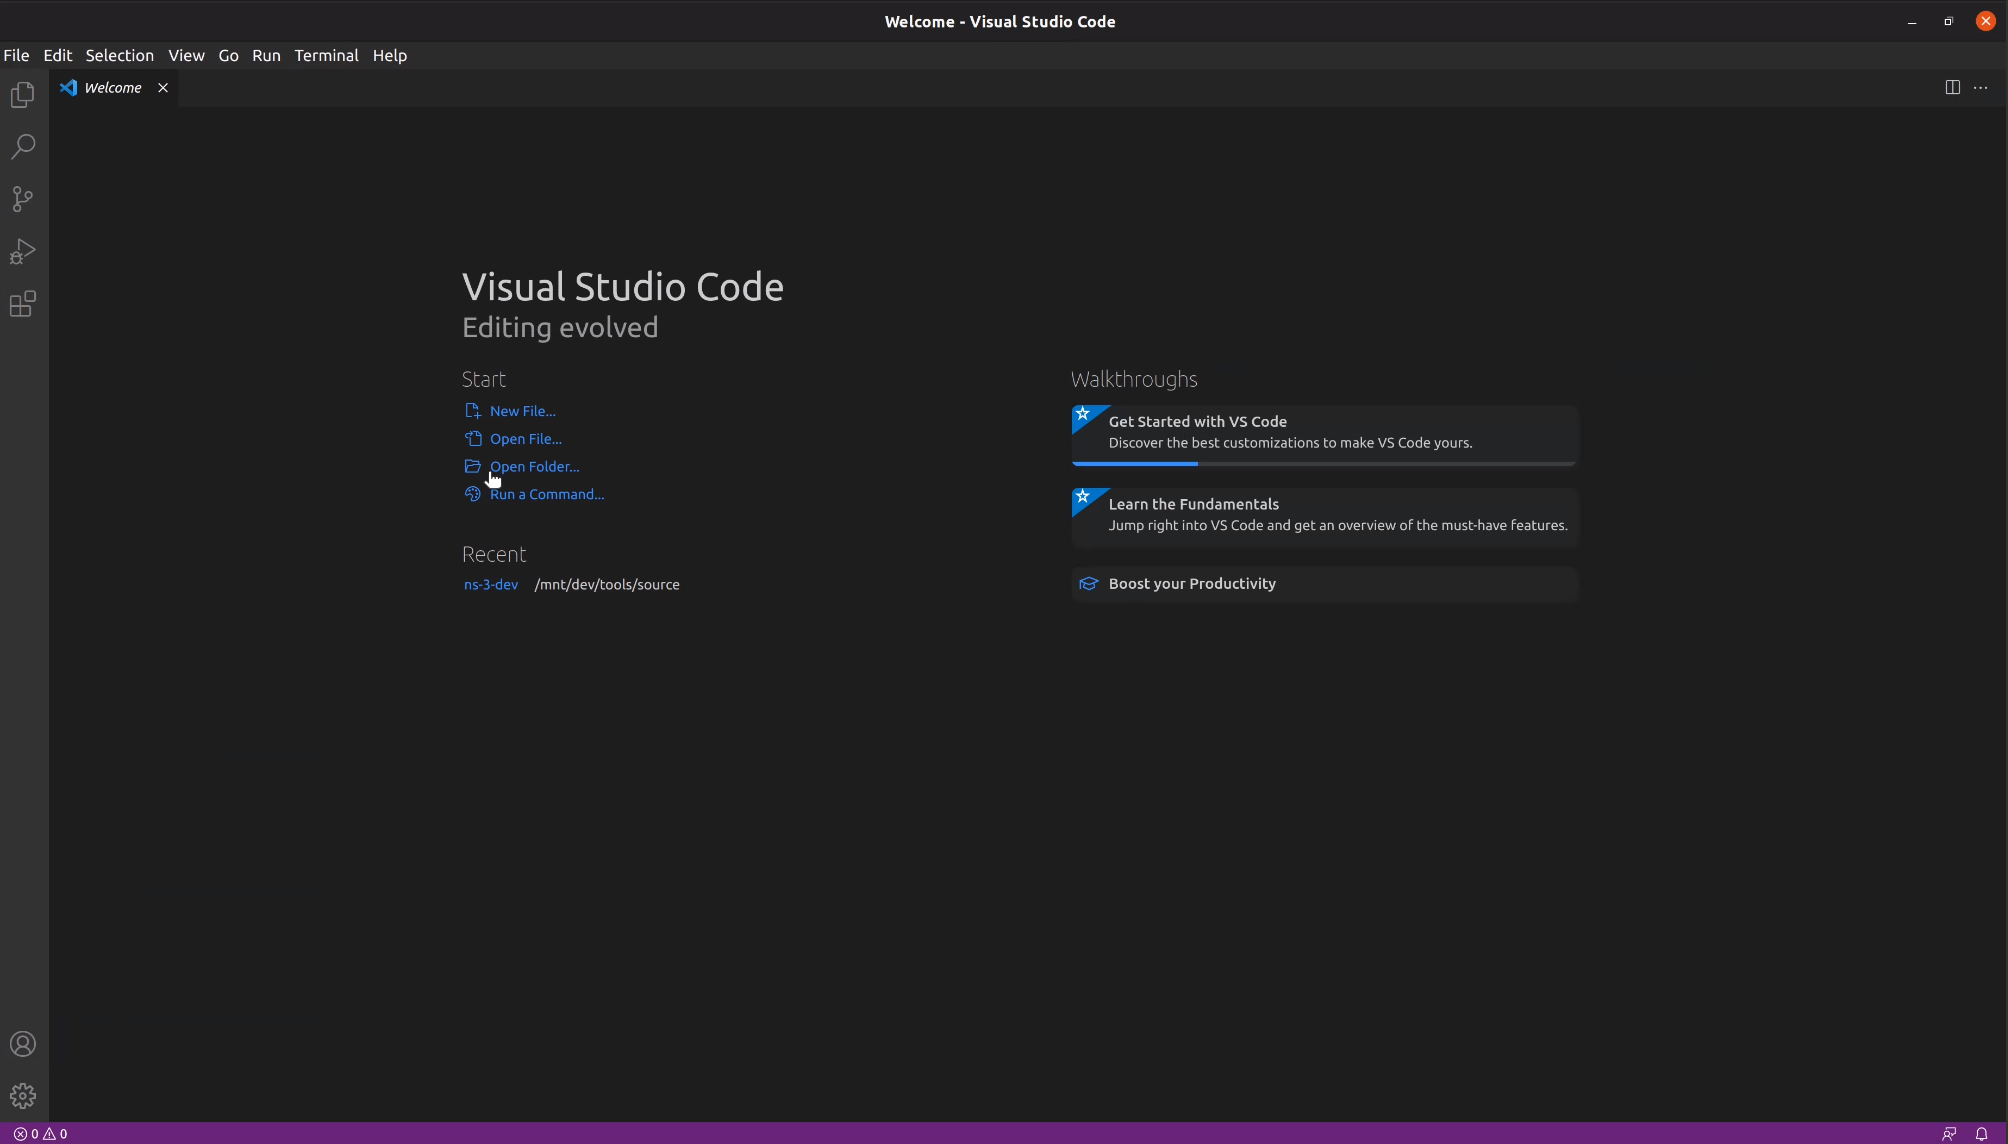 Welcome - Visual Studio Code
File Edit Selection View Go Run Terminal Help
Welcome
Visual Studio Code
Editing evolved
Start
New File...
Open File...
Open Folder...
Run a Command...
Recent
ns-3-dev /mnt/dev/tools/source
Walkthroughs
Get Started with VS Code
Discover the best customizations to make VS Code yours.
Learn the Fundamentals
Jump right into VS Code and get an overview of the must-have features.
Boost your Productivity
0 0